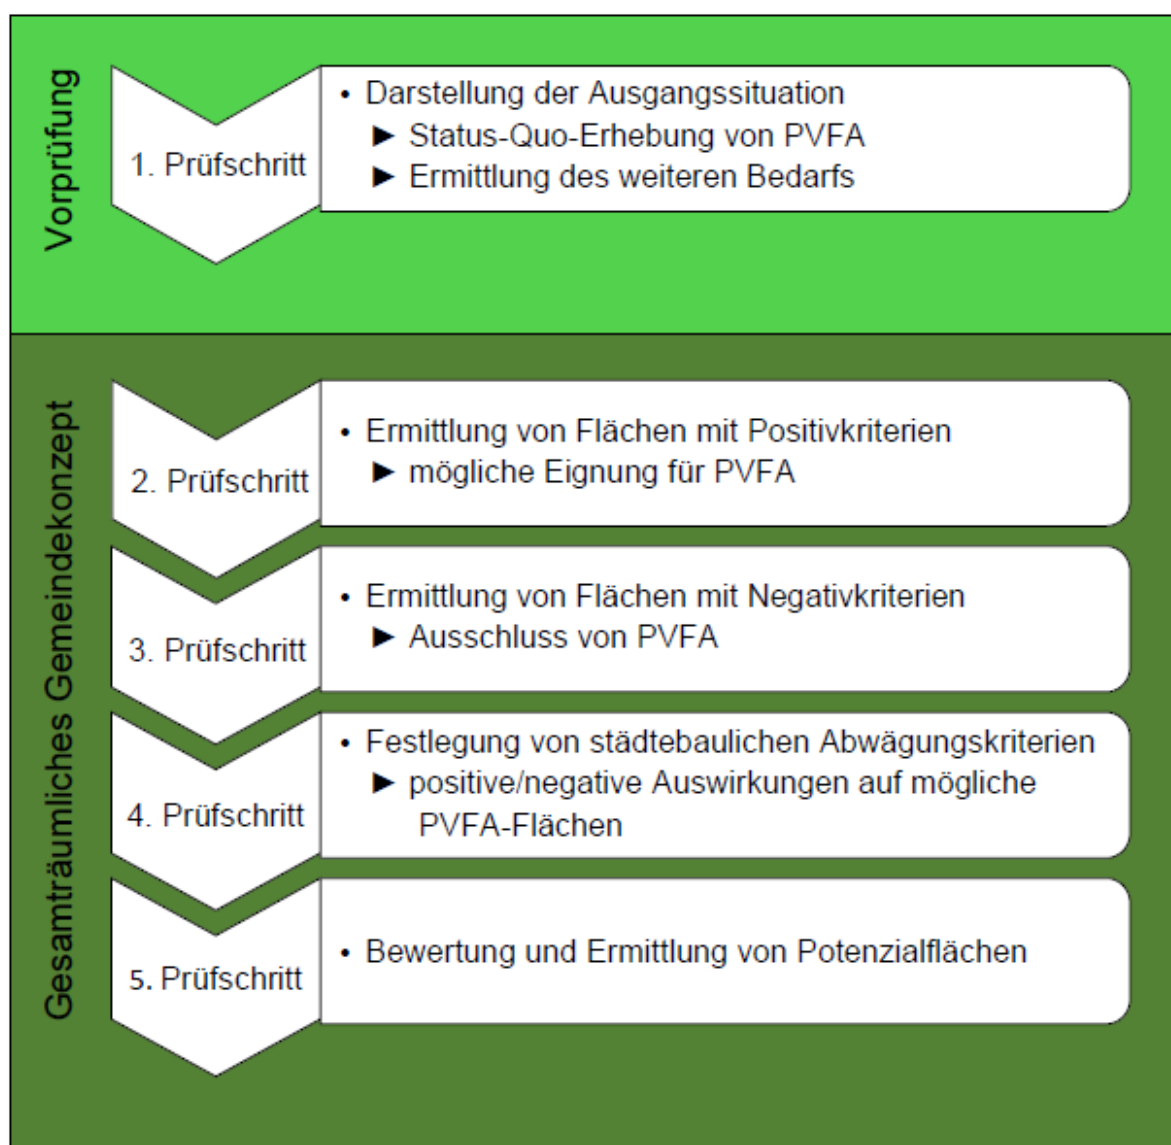 Vorprüfung
1. Prüfschritt
• Darstellung der Ausgangssituation
► Status-Quo-Erhebung von PVFA
► Ermittlung des weiteren Bedarfs
Gesamträumliches Gemeindekonzept
2. Prüfschritt
• Ermittlung von Flächen mit Positivkriterien
► mögliche Eignung für PVFA
3. Prüfschritt
• Ermittlung von Flächen mit Negativkriterien
► Ausschluss von PVFA
4. Prüfschritt
• Festlegung von städtebaulichen Abwägungskriterien
► positive/negative Auswirkungen auf mögliche
PVFA-Flächen
5. Prüfschritt
• Bewertung und Ermittlung von Potenzialflächen